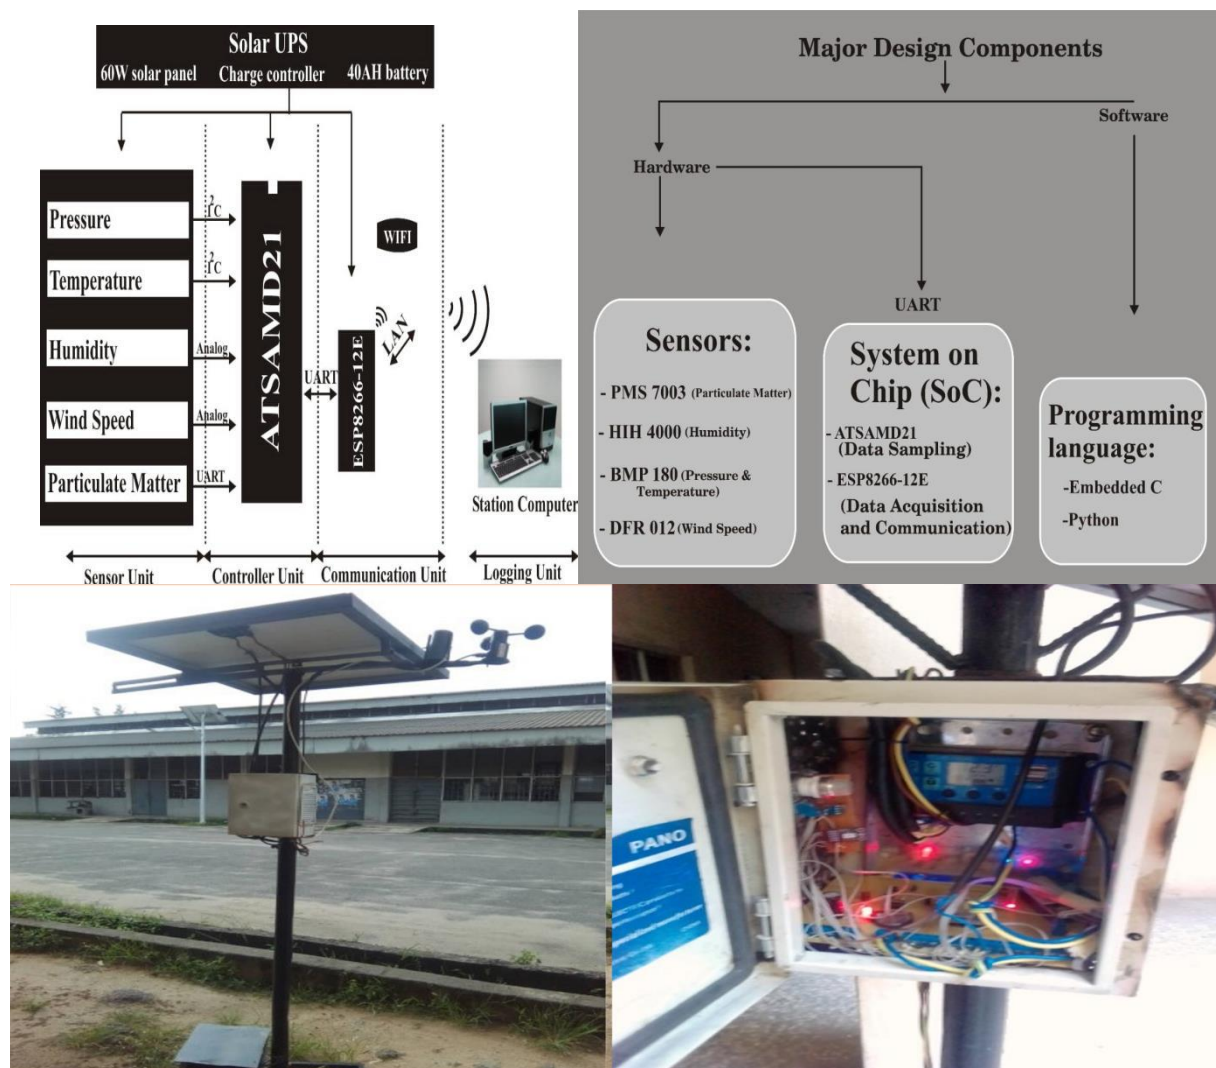 Solar UPS
60W solar panel Charge controller 40AH battery
Pressure
I2C
Temperature
I2C
Humidity
Analog
Wind Speed
Analog
Particulate Matter
UART
ATSAMD21
UART
ESP8266-12E
WIFI
LAN
Station Computer
Sensor Unit Controller Unit Communication Unit Logging Unit
Major Design Components
Software
Hardware
UART
Sensors:
- PMS 7003 (Particulate Matter)
- HIH 4000 (Humidity)
- BMP 180 (Pressure &
Temperature)
- DFR 012 (Wind Speed)
System on
Chip (SoC):
- ATSAMD21
(Data Sampling)
- ESP8266-12E
(Data Acquisition
and Communication)
Programming
language:
-Embedded C
-Python
PANO